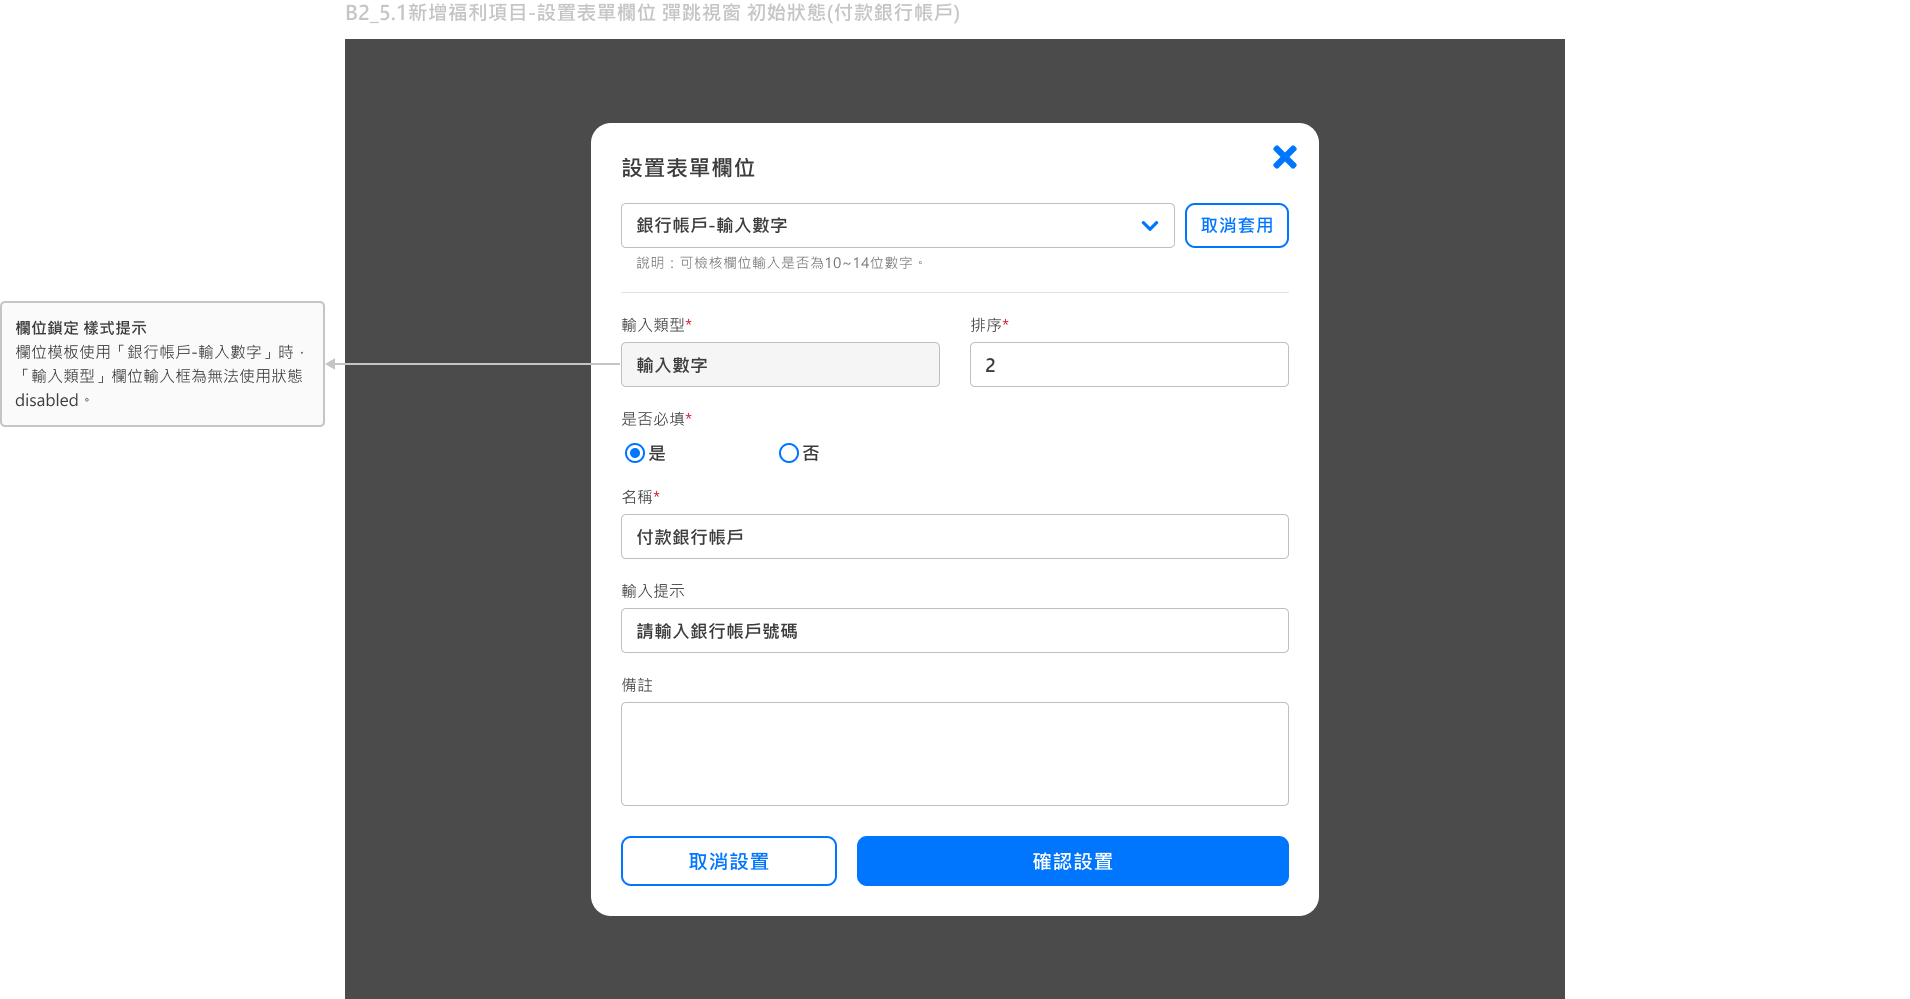 B2_5.1新增福利項目-設置表單欄位 彈跳視窗 初始狀態(付款銀行帳戶)
設置表單欄位
銀行帳戶-輸入數字
取消套用
說明：可檢核欄位輸入是否為10~14位數字。
欄位鎖定 樣式提示
欄位模板使用「銀行帳戶-輸入數字」時，
「輸入類型」欄位輸入框為無法使用狀態
disabled。
輸入類型*
排序*
輸入數字
2
是否必填*
是
否
名稱*
付款銀行帳戶
輸入提示
請輸入銀行帳戶號碼
備註
取消設置
確認設置